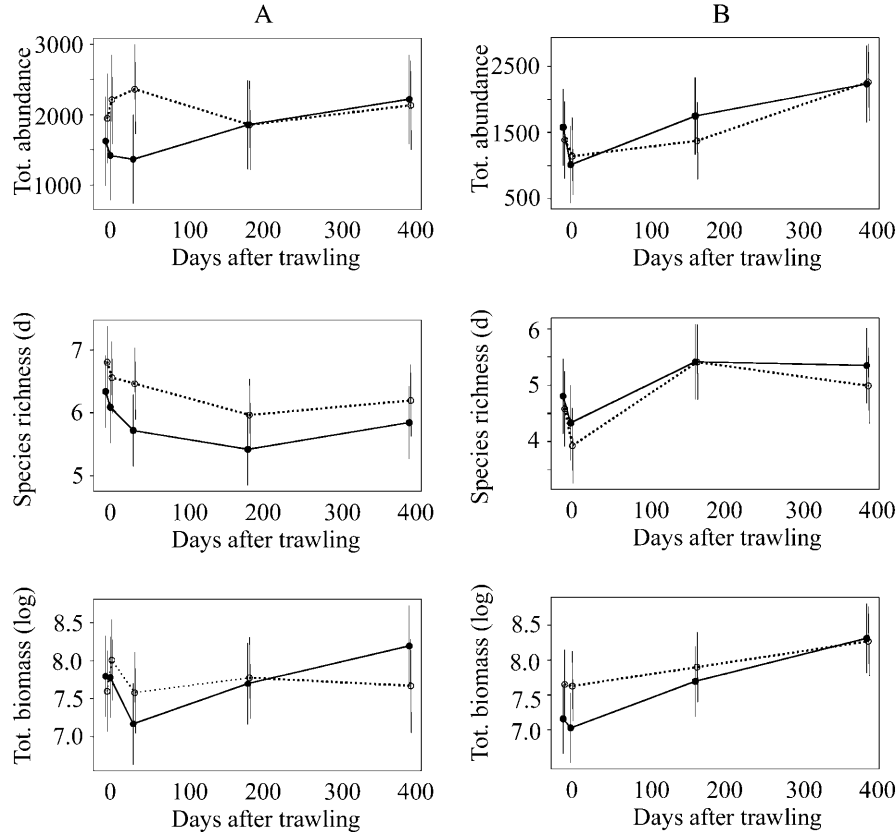 A
B
Tot. abundance
3000
2000
1000
0 100 200 300 400
Days after trawling
Tot. abundance
2500
1500
500
0 100 200 300 400
Days after trawling
Species richness (d)
7
6
5
0 100 200 300 400
Days after trawling
Species richness (d)
6
5
4
0 100 200 300 400
Days after trawling
Tot. biomass (log)
8.5
8.0
7.5
7.0
0 100 200 300 400
Days after trawling
Tot. biomass (log)
8.5
8.0
7.5
7.0
0 100 200 300 400
Days after trawling